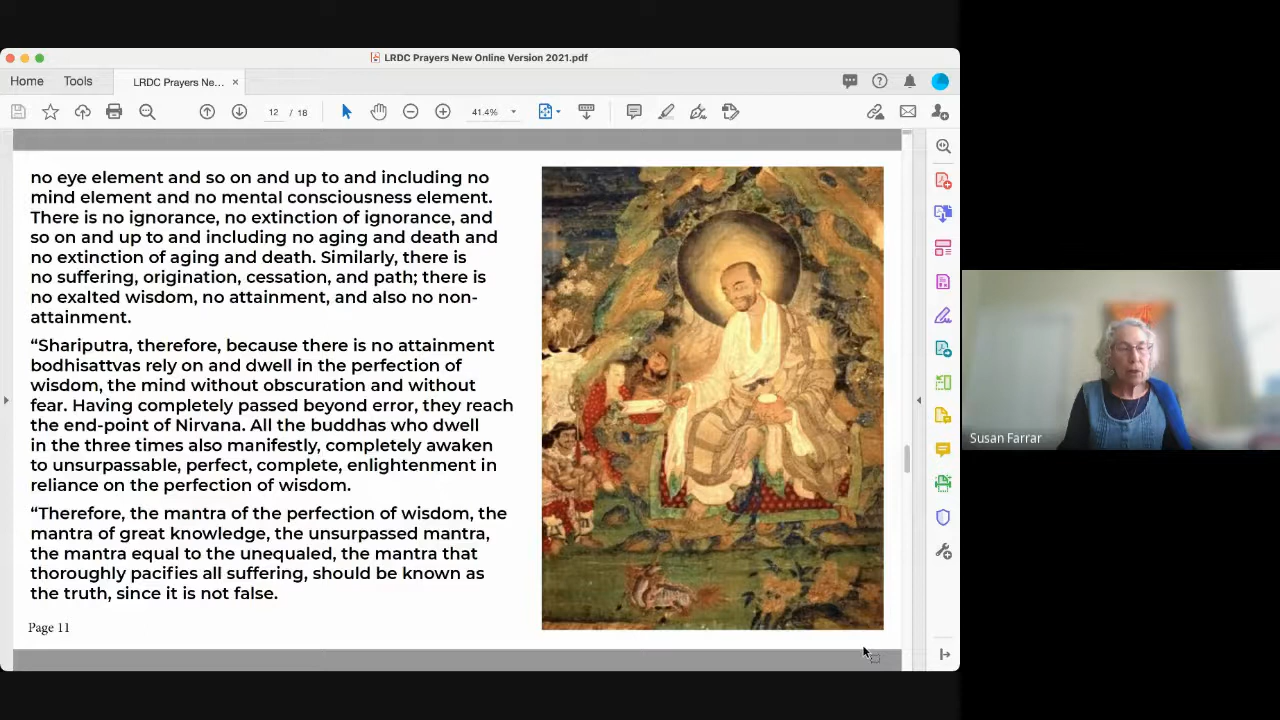 LRDC Prayers New Online Version 2021.pdf
Home Tools LRDC Prayers Ne... ×
12 / 18 41.4%
no eye element and so on and up to and including no
mind element and no mental consciousness element.
There is no ignorance, no extinction of ignorance, and
so on and up to and including no aging and death and
no extinction of aging and death. Similarly, there is
no suffering, origination, cessation, and path; there is
no exalted wisdom, no attainment, and also no non-
attainment.
“Shariputra, therefore, because there is no attainment
bodhisattvas rely on and dwell in the perfection of
wisdom, the mind without obscuration and without
fear. Having completely passed beyond error, they reach
the end-point of Nirvana. All the buddhas who dwell
in the three times also manifestly, completely awaken
to unsurpassable, perfect, complete, enlightenment in
reliance on the perfection of wisdom.
“Therefore, the mantra of the perfection of wisdom, the
mantra of great knowledge, the unsurpassed mantra,
the mantra equal to the unequaled, the mantra that
thoroughly pacifies all suffering, should be known as
the truth, since it is not false.
Page 11
Susan Farrar